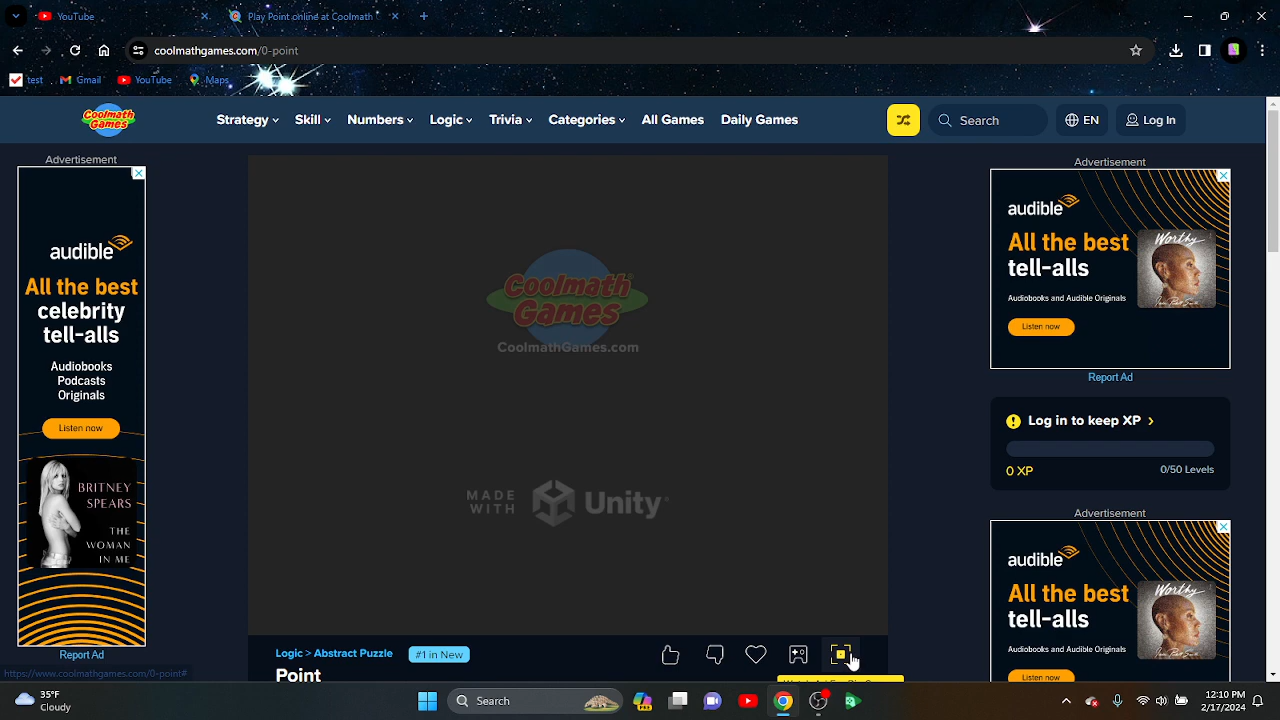 YouTube
Play Point online at Coolmath
coolmathgames.com/0-point
test
Gmail
YouTube
Maps
Coolmath
Games
Strategy
Skill
Numbers
Logic
Trivia
Categories
All Games
Daily Games
Search
EN
Log In
Advertisement
audible
All the best
celebrity
tell-alls
Audiobooks
Podcasts
Originals
Listen now
BRITNEY
SPEARS
THE
WOMAN
IN ME
Report Ad
Coolmath
Games
CoolmathGames.com
MADE
WITH
Unity
Advertisement
audible
All the best
tell-alls
Audiobooks and Audible Originals
Listen now
Worthy
Report Ad
Log in to keep XP
0 XP
0/50 Levels
Advertisement
audible
All the best
tell-alls
Audiobooks and Audible Originals
Listen now
Worthy
Logic > Abstract Puzzle
#1 in New
Point
https://www.coolmathgames.com/0-point#
35°F
Cloudy
Search
12:10 PM
2/17/2024